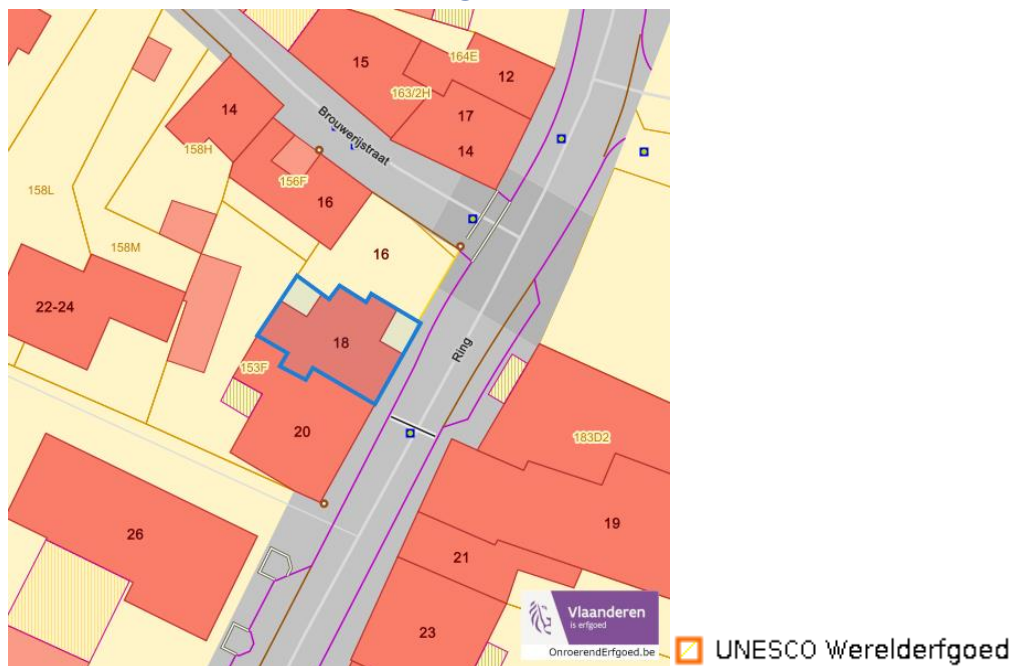 15
164E
12
163/2H
17
14
14
Brouwerijstraat
158H
156F
16
158L
158M
16
22-24
18
Ring
153F
20
183D2
19
26
21
23
Vlaanderen
is erfgoed
OnroerendErfgoed.be
UNESCO Werelderfgoed